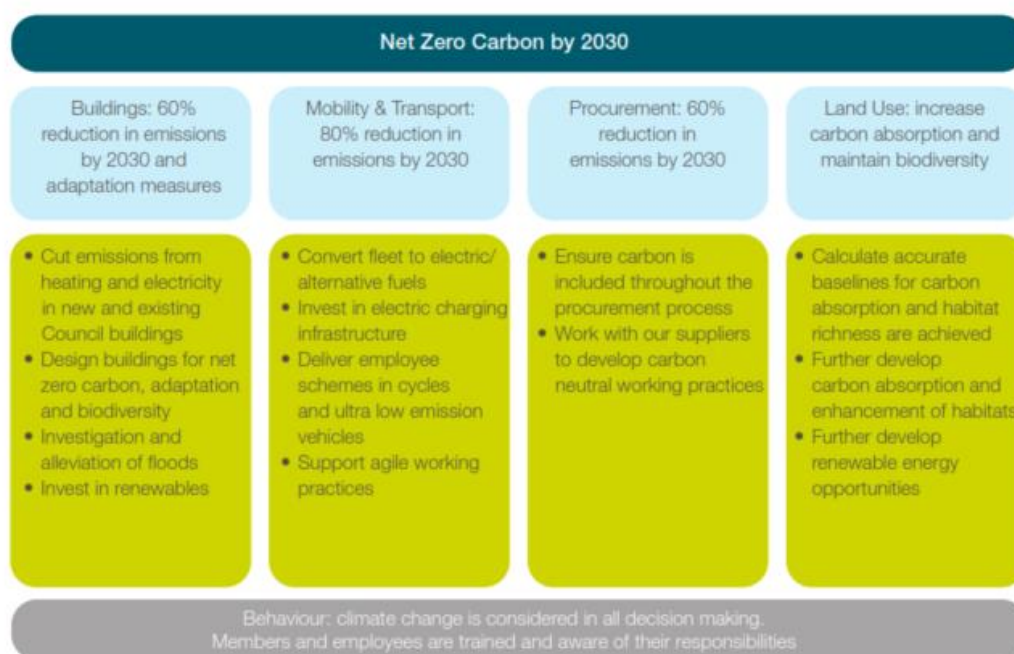 Net Zero Carbon by 2030
Buildings: 60%
reduction in emissions
by 2030 and
adaptation measures
Mobility & Transport:
80% reduction in
emissions by 2030
Procurement: 60%
reduction in
emissions by 2030
Land Use: increase
carbon absorption and
maintain biodiversity
• Cut emissions from
heating and electricity
in new and existing
Council buildings
• Design buildings for net
zero carbon, adaptation
and biodiversity
• Investigation and
alleviation of floods
• Invest in renewables
• Convert fleet to electric/
alternative fuels
• Invest in electric charging
infrastructure
• Deliver employee
schemes in cycles
and ultra low emission
vehicles
• Support agile working
practices
• Ensure carbon is
included throughout the
procurement process
• Work with our suppliers
to develop carbon
neutral working practices
• Calculate accurate
baselines for carbon
absorption and habitat
richness are achieved
• Further develop
carbon absorption and
enhancement of habitats
• Further develop
renewable energy
opportunities
Behaviour: climate change is considered in all decision making.
Members and employees are trained and aware of their responsibilities